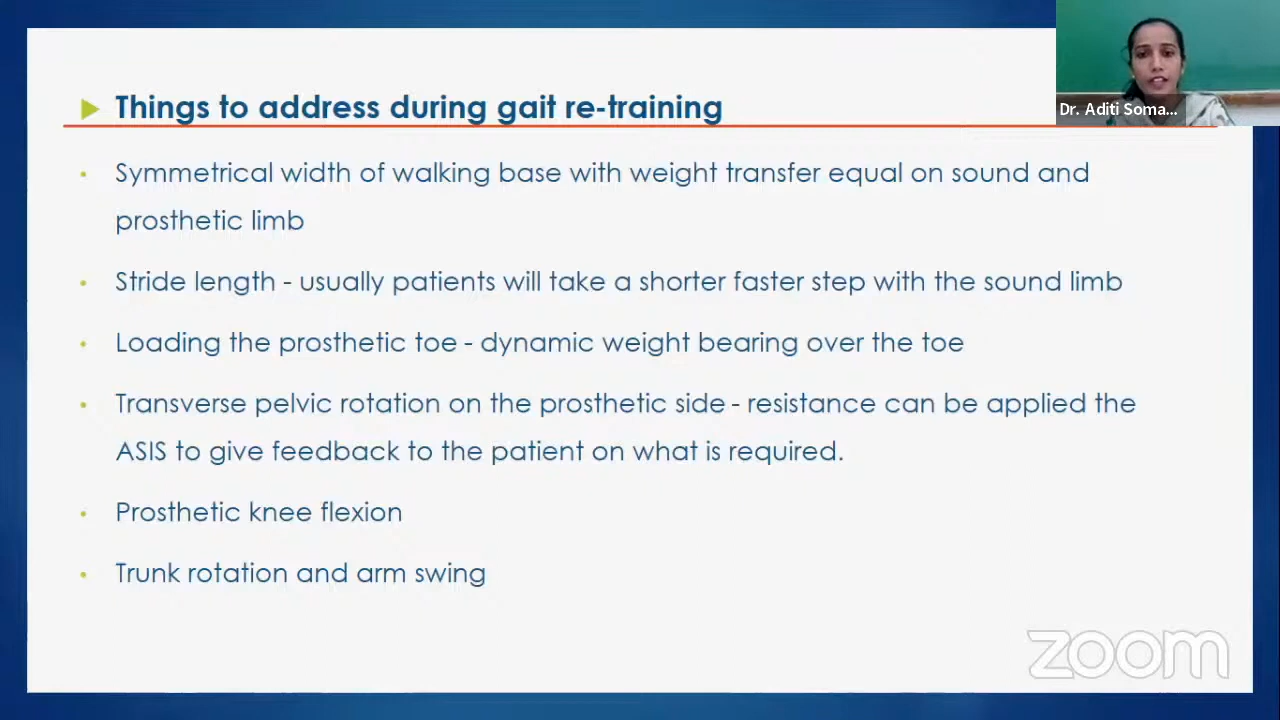 Things to address during gait re-training
Symmetrical width of walking base with weight transfer equal on sound and
prosthetic limb
Stride length - usually patients will take a shorter faster step with the sound limb
Loading the prosthetic toe - dynamic weight bearing over the toe
Transverse pelvic rotation on the prosthetic side - resistance can be applied the
ASIS to give feedback to the patient on what is required.
Prosthetic knee flexion
Trunk rotation and arm swing
Dr. Aditi Soma...
zoom